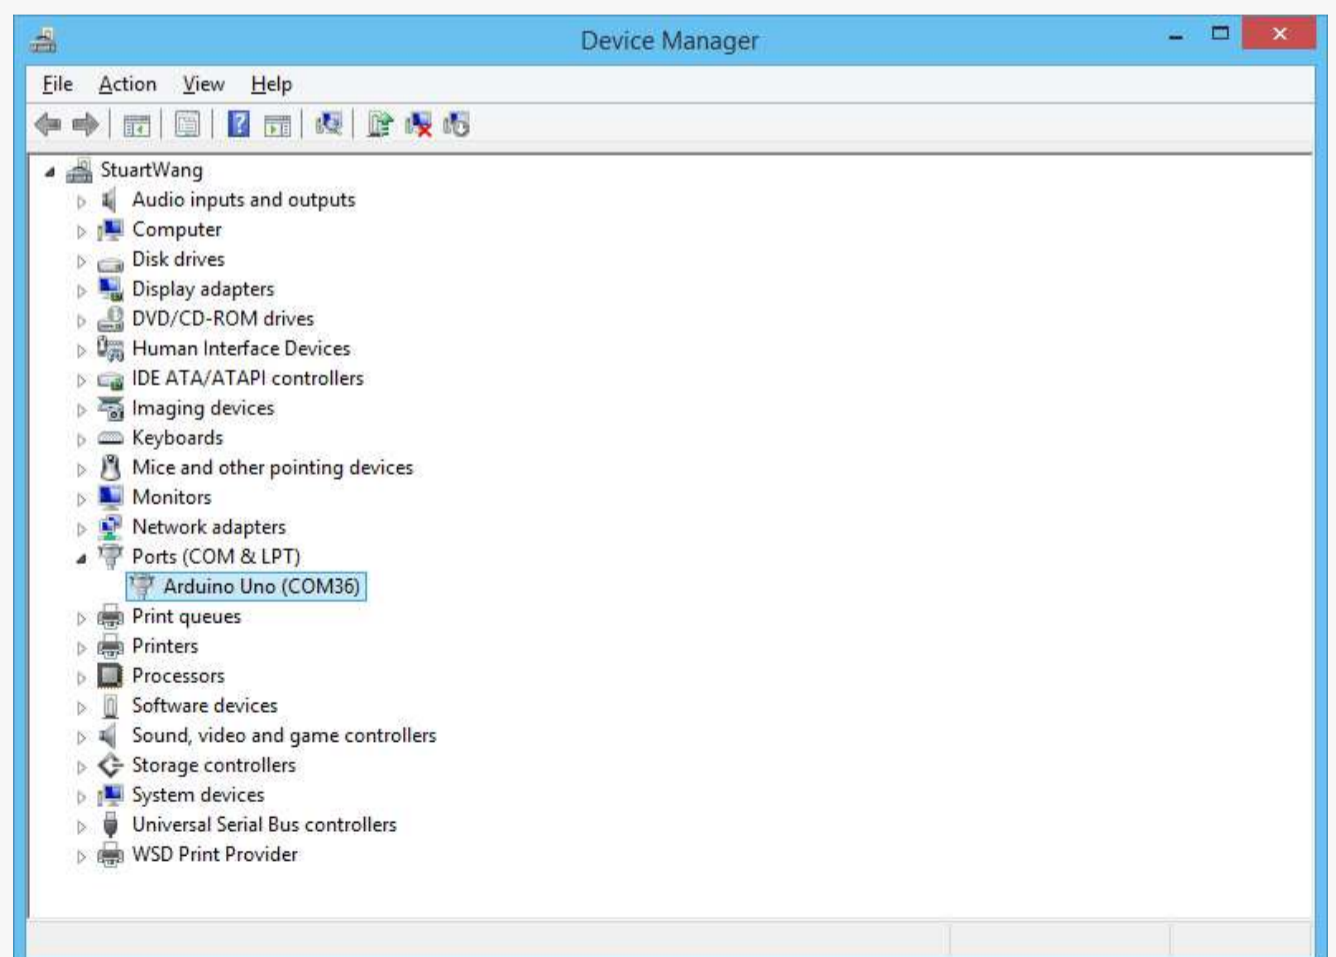 Device Manager
File Action View Help
StuartWang
Audio inputs and outputs
Computer
Disk drives
Display adapters
DVD/CD-ROM drives
Human Interface Devices
IDE ATA/ATAPI controllers
Imaging devices
Keyboards
Mice and other pointing devices
Monitors
Network adapters
Ports (COM & LPT)
Arduino Uno (COM36)
Print queues
Printers
Processors
Software devices
Sound, video and game controllers
Storage controllers
System devices
Universal Serial Bus controllers
WSD Print Provider